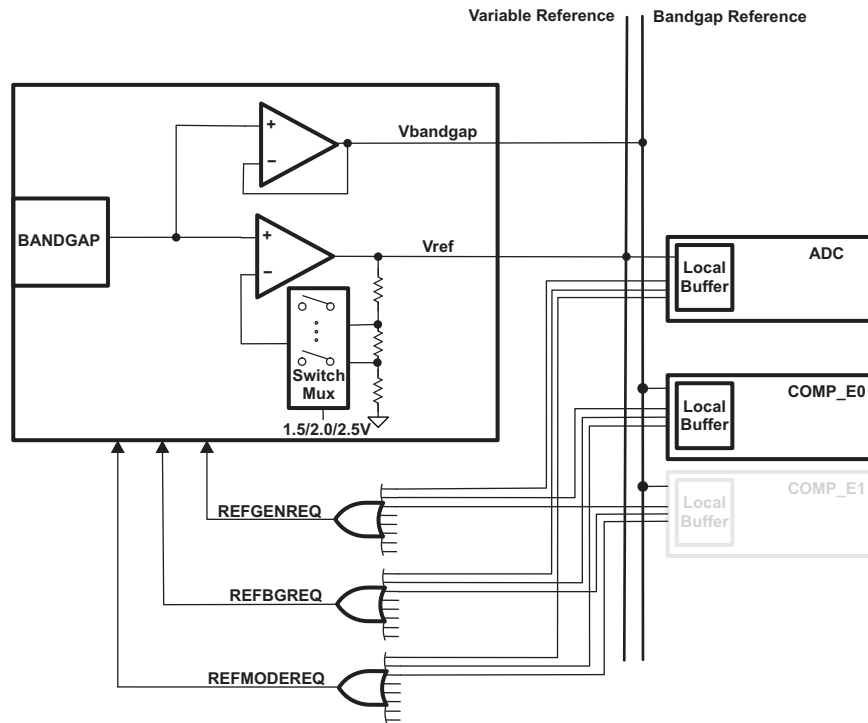 Variable Reference
Bandgap Reference
+
−
Vbandgap
BANDGAP
+
−
Vref
Switch
Mux
1.5/2.0/2.5V
ADC
Local
Buffer
COMP_E0
Local
Buffer
COMP_E1
Local
Buffer
REFGENREQ
REFBGREQ
REFMODEREQ